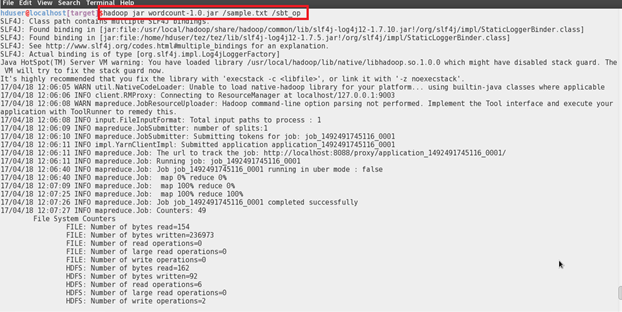 File Edit View Search Terminal Help
hduser@localhost[target]$hadoop jar wordcount-1.0.jar /sample.txt /sbt_op
SLF4J: Class path contains multiple SLF4J bindings.
SLF4J: Found binding in [jar:file:/usr/local/hadoop/share/hadoop/common/lib/slf4j-log4j12-1.7.10.jar!/org/slf4j/impl/StaticLoggerBinder.class]
SLF4J: Found binding in [jar:file:/home/hduser/tez/tez/lib/slf4j-log4j12-1.7.5.jar!/org/slf4j/impl/StaticLoggerBinder.class]
SLF4J: See http://www.slf4j.org/codes.html#multiple_bindings for an explanation.
SLF4J: Actual binding is of type [org.slf4j.impl.Log4jLoggerFactory]
Java HotSpot(TM) Server VM warning: You have loaded library /usr/local/hadoop/lib/native/libhadoop.so.1.0.0 which might have disabled stack guard. The
VM will try to fix the stack guard now.
It's highly recommended that you fix the library with 'execstack -c <libfile>', or link it with '-z noexecstack'.
17/04/18 12:06:05 WARN util.NativeCodeLoader: Unable to load native-hadoop library for your platform... using builtin-java classes where applicable
17/04/18 12:06:06 INFO client.RMProxy: Connecting to ResourceManager at localhost/127.0.0.1:9003
17/04/18 12:06:08 WARN mapreduce.JobResourceUploader: Hadoop command-line option parsing not performed. Implement the Tool interface and execute your
application with ToolRunner to remedy this.
17/04/18 12:06:08 INFO input.FileInputFormat: Total input paths to process : 1
17/04/18 12:06:09 INFO mapreduce.JobSubmitter: number of splits:1
17/04/18 12:06:10 INFO mapreduce.JobSubmitter: Submitting tokens for job: job_1492491745116_0001
17/04/18 12:06:11 INFO impl.YarnClientImpl: Submitted application application_1492491745116_0001
17/04/18 12:06:11 INFO mapreduce.Job: The url to track the job: http://localhost:8088/proxy/application_1492491745116_0001/
17/04/18 12:06:11 INFO mapreduce.Job: Running job: job_1492491745116_0001
17/04/18 12:06:40 INFO mapreduce.Job: Job job_1492491745116_0001 running in uber mode : false
17/04/18 12:06:40 INFO mapreduce.Job: map 0% reduce 0%
17/04/18 12:07:09 INFO mapreduce.Job: map 100% reduce 0%
17/04/18 12:07:25 INFO mapreduce.Job: map 100% reduce 100%
17/04/18 12:07:26 INFO mapreduce.Job: Job job_1492491745116_0001 completed successfully
17/04/18 12:07:27 INFO mapreduce.Job: Counters: 49
File System Counters
FILE: Number of bytes read=154
FILE: Number of bytes written=236973
FILE: Number of read operations=0
FILE: Number of large read operations=0
FILE: Number of write operations=0
HDFS: Number of bytes read=162
HDFS: Number of bytes written=92
HDFS: Number of read operations=6
HDFS: Number of large read operations=0
HDFS: Number of write operations=2